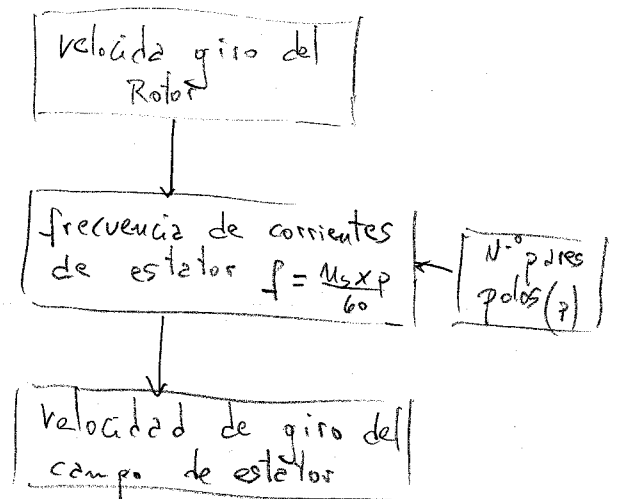 velocida giro del
Rotor
frecuencia de corrientes
de estator f = ns x p / 60
N.º pares
polos (p)
Velocidad de giro del
campo de estator